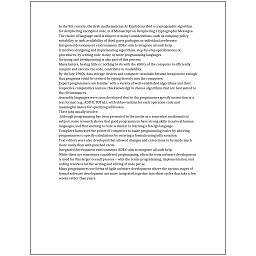 In the 9th century, the Arab mathematician Al-Kindi described a cryptographic algorithm
for deciphering encrypted code, in A Manuscript on Deciphering Cryptographic Messages.
The choice of language used is subject to many considerations, such as company policy,
suitability to task, availability of third-party packages, or individual preference.
Integrated development environments (IDEs) aim to integrate all such help.
It involves designing and implementing algorithms, step-by-step specifications of
procedures, by writing code in one or more programming languages.
Scripting and breakpointing is also part of this process.
Many factors, having little or nothing to do with the ability of the computer to efficiently
compile and execute the code, contribute to readability.
By the late 1960s, data storage devices and computer terminals became inexpensive enough
that programs could be created by typing directly into the computers.
Expert programmers are familiar with a variety of well-established algorithms and their
respective complexities and use this knowledge to choose algorithms that are best suited to
the circumstances.
Assembly languages were soon developed that let the programmer specify instruction in a
text format (e.g., ADD X, TOTAL), with abbreviations for each operation code and
meaningful names for specifying addresses.
Their jobs usually involve:
Although programming has been presented in the media as a somewhat mathematical
subject, some research shows that good programmers have strong skills in natural human
languages, and that learning to code is similar to learning a foreign language.
Compilers harnessed the power of computers to make programming easier by allowing
programmers to specify calculations by entering a formula using infix notation.
Text editors were also developed that allowed changes and corrections to be made much
more easily than with punched cards.
Integrated development environments (IDEs) aim to integrate all such help.
While these are sometimes considered programming, often the term software development
is used for this larger overall process – with the terms programming, implementation, and
coding reserved for the writing and editing of code per se.
Many programmers use forms of Agile software development where the various stages of
formal software development are more integrated together into short cycles that take a few
weeks rather than years.